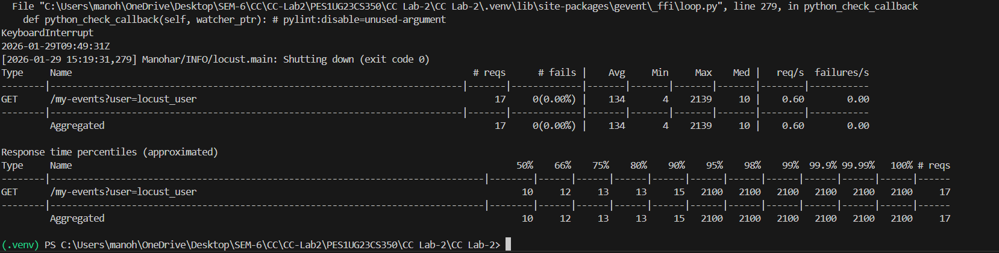 File "C:\Users\manoh\OneDrive\Desktop\SEM-6\CC\CC-Lab2\PES1UG23CS350\CC Lab-2\CC Lab-2\.venv\lib\site-packages\gevent\_ffi\loop.py", line 279, in python_check_callback
    def python_check_callback(self, watcher_ptr): # pylint:disable=unused-argument
KeyboardInterrupt
2026-01-29T09:49:31Z
[2026-01-29 15:19:31,279] Manohar/INFO/locust.main: Shutting down (exit code 0)
Type     Name                                                                          # reqs      # fails |    Avg     Min     Max    Med |   req/s  failures/s
--------|----------------------------------------------------------------------------|-------|-------------|-------|-------|-------|-------|--------|-----------
GET      /my-events?user=locust_user                                                       17     0(0.00%) |    134       4    2139     10 |    0.60        0.00
--------|----------------------------------------------------------------------------|-------|-------------|-------|-------|-------|-------|--------|-----------
         Aggregated                                                                        17     0(0.00%) |    134       4    2139     10 |    0.60        0.00

Response time percentiles (approximated)
Type     Name                                                                                  50%    66%    75%    80%    90%    95%    98%    99%  99.9% 99.99%   100% # reqs
--------|--------------------------------------------------------------------------------|--------|------|------|------|------|------|------|------|------|------|------|------
GET      /my-events?user=locust_user                                                            10     12     13     13     15   2100   2100   2100   2100   2100   2100     17
--------|--------------------------------------------------------------------------------|--------|------|------|------|------|------|------|------|------|------|------|------
         Aggregated                                                                             10     12     13     13     15   2100   2100   2100   2100   2100   2100     17

(.venv) PS C:\Users\manoh\OneDrive\Desktop\SEM-6\CC\CC-Lab2\PES1UG23CS350\CC Lab-2\CC Lab-2>